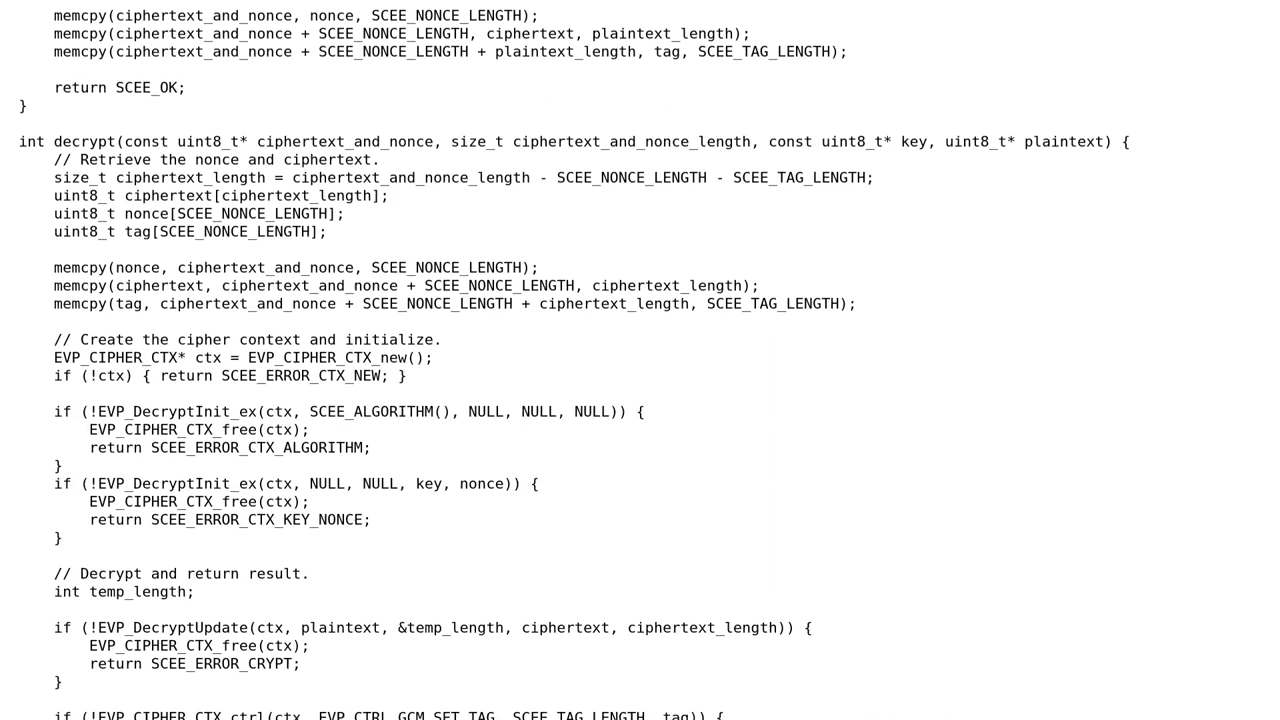 memcpy(ciphertext_and_nonce, nonce, SCEE_NONCE_LENGTH);
memcpy(ciphertext_and_nonce + SCEE_NONCE_LENGTH, ciphertext, plaintext_length);
memcpy(ciphertext_and_nonce + SCEE_NONCE_LENGTH + plaintext_length, tag, SCEE_TAG_LENGTH);
return SCEE_OK;
}
int decrypt(const uint8_t* ciphertext_and_nonce, size_t ciphertext_and_nonce_length, const uint8_t* key, uint8_t* plaintext) {
// Retrieve the nonce and ciphertext.
size_t ciphertext_length = ciphertext_and_nonce_length - SCEE_NONCE_LENGTH - SCEE_TAG_LENGTH;
uint8_t ciphertext[ciphertext_length];
uint8_t nonce[SCEE_NONCE_LENGTH];
uint8_t tag[SCEE_NONCE_LENGTH];
memcpy(nonce, ciphertext_and_nonce, SCEE_NONCE_LENGTH);
memcpy(ciphertext, ciphertext_and_nonce + SCEE_NONCE_LENGTH, ciphertext_length);
memcpy(tag, ciphertext_and_nonce + SCEE_NONCE_LENGTH + ciphertext_length, SCEE_TAG_LENGTH);
// Create the cipher context and initialize.
EVP_CIPHER_CTX* ctx = EVP_CIPHER_CTX_new();
if (!ctx) { return SCEE_ERROR_CTX_NEW; }
if (!EVP_DecryptInit_ex(ctx, SCEE_ALGORITHM(), NULL, NULL, NULL)) {
EVP_CIPHER_CTX_free(ctx);
return SCEE_ERROR_CTX_ALGORITHM;
}
if (!EVP_DecryptInit_ex(ctx, NULL, NULL, key, nonce)) {
EVP_CIPHER_CTX_free(ctx);
return SCEE_ERROR_CTX_KEY_NONCE;
}
// Decrypt and return result.
int temp_length;
if (!EVP_DecryptUpdate(ctx, plaintext, &temp_length, ciphertext, ciphertext_length)) {
EVP_CIPHER_CTX_free(ctx);
return SCEE_ERROR_CRYPT;
}
if (!EVP_CIPHER_CTX_ctrl(ctx, EVP_CTRL_GCM_SET_TAG, SCEE_TAG_LENGTH, tag)) {